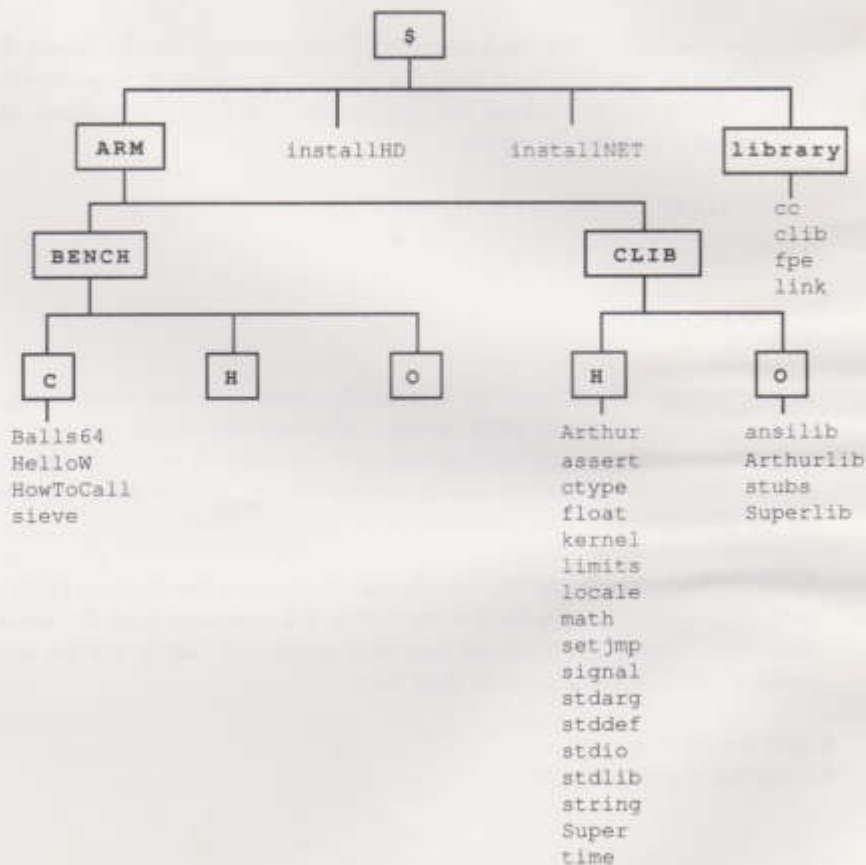 $
ARM
installHD
installNET
library
cc
clib
fpe
link
BENCH
CLIB
C
H
O
H
O
Balls64
HelloW
HowToCall
sieve
Arthur
assert
ctype
float
kernel
limits
locale
math
setjmp
signal
stdarg
stddef
stdio
stdlib
string
Super
time
ansilib
Arthurlib
stubs
Superlib